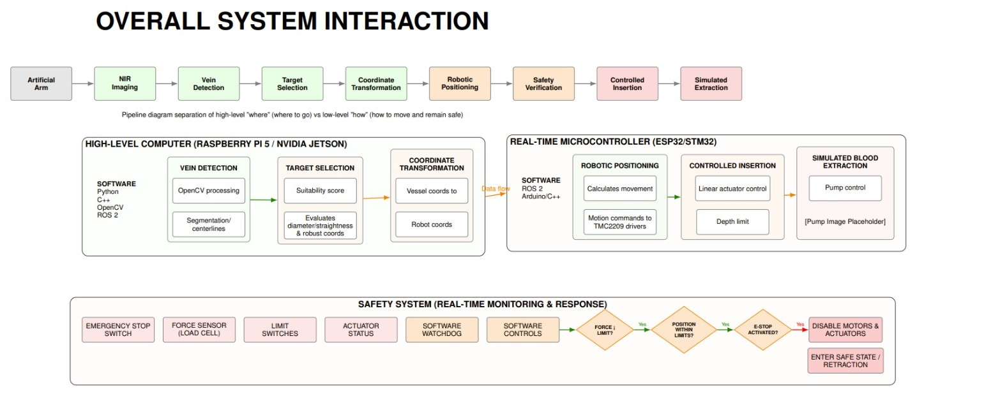 OVERALL SYSTEM INTERACTION
Artificial
Arm
NIR
Imaging
Vein
Detection
Target
Selection
Coordinate
Transformation
Robotic
Positioning
Safety
Verification
Controlled
Insertion
Simulated
Extraction
Pipeline diagram separation of high-level "where" (where to go) vs low-level "how" (how to move and remain safe)
HIGH-LEVEL COMPUTER (RASPBERRY PI 5 / NVIDIA JETSON)
SOFTWARE
Python
C++
OpenCV
ROS 2
VEIN DETECTION
OpenCV processing
Segmentation/
centerlines
TARGET SELECTION
Suitability score
Evaluates
diameter/straightness
& robust coords
COORDINATE
TRANSFORMATION
Vessel coords to
Robot coords
Data flow
REAL-TIME MICROCONTROLLER (ESP32/STM32)
SOFTWARE
ROS 2
Arduino/C++
ROBOTIC POSITIONING
Calculates movement
Motion commands to
TMC2209 drivers
CONTROLLED INSERTION
Linear actuator control
Depth limit
SIMULATED BLOOD
EXTRACTION
Pump control
[Pump Image Placeholder]
SAFETY SYSTEM (REAL-TIME MONITORING & RESPONSE)
EMERGENCY STOP
SWITCH
FORCE SENSOR
(LOAD CELL)
LIMIT
SWITCHES
ACTUATOR
STATUS
SOFTWARE
WATCHDOG
SOFTWARE
CONTROLS
FORCE ¡
LIMIT?
Yes
POSITION
WITHIN
LIMITS?
Yes
E-STOP
ACTIVATED?
Yes
DISABLE MOTORS &
ACTUATORS
ENTER SAFE STATE /
RETRACTION